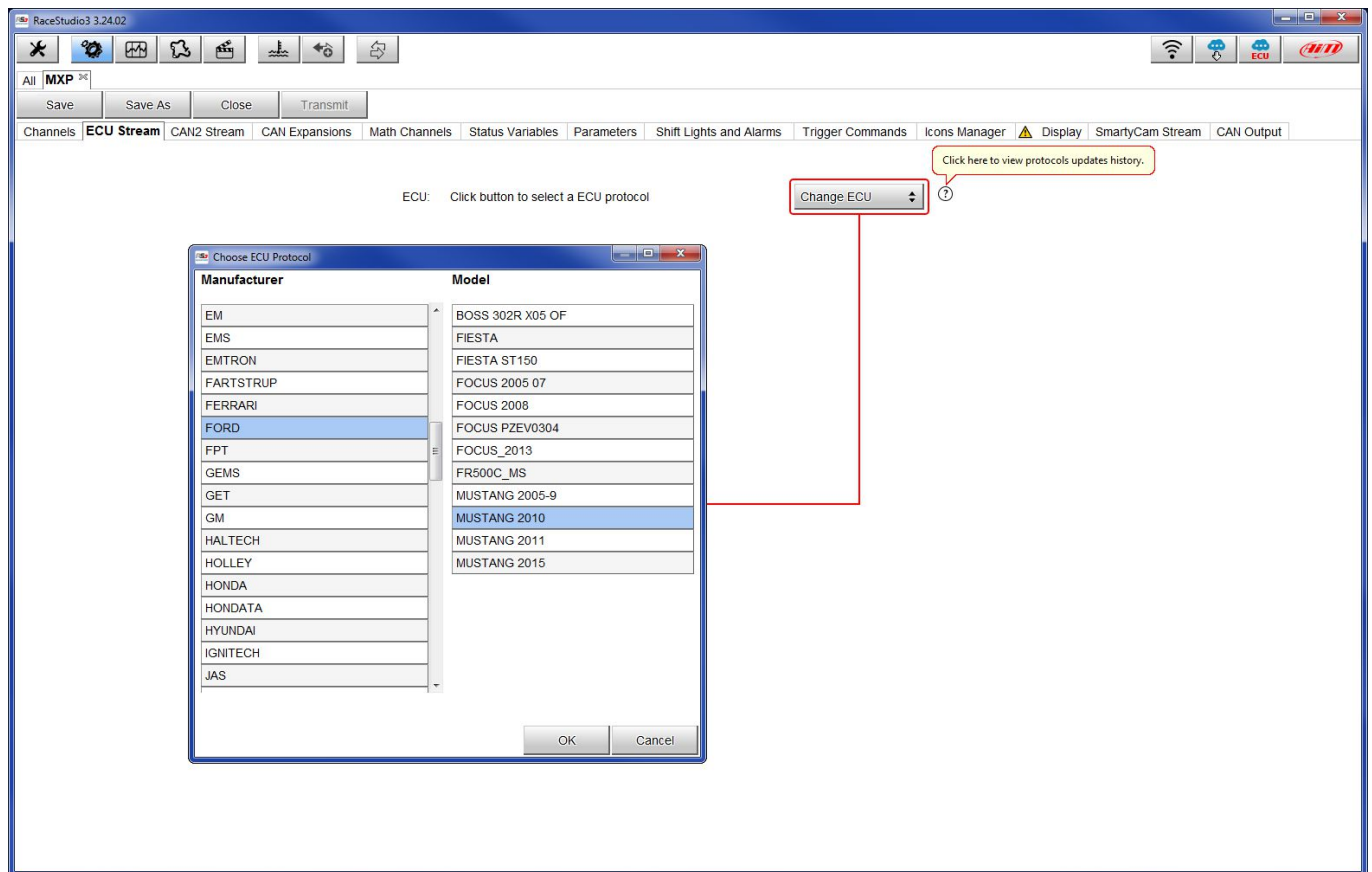 RaceStudio3 3.24.02
ECU
AiM
All MXP
Save Save As Close Transmit
Channels ECU Stream CAN2 Stream CAN Expansions Math Channels Status Variables Parameters Shift Lights and Alarms Trigger Commands Icons Manager Display SmartyCam Stream CAN Output
Click here to view protocols updates history.
ECU: Click button to select a ECU protocol Change ECU ?
Choose ECU Protocol
Manufacturer Model
EM BOSS 302R X05 OF
EMS FIESTA
EMTRON FIESTA ST150
FARTSTRUP FOCUS 2005 07
FERRARI FOCUS 2008
FORD FOCUS PZEV0304
FPT FOCUS_2013
GEMS FR500C_MS
GET MUSTANG 2005-9
GM MUSTANG 2010
HALTECH MUSTANG 2011
HOLLEY MUSTANG 2015
HONDA
HONDATA
HYUNDAI
IGNITECH
JAS
OK Cancel